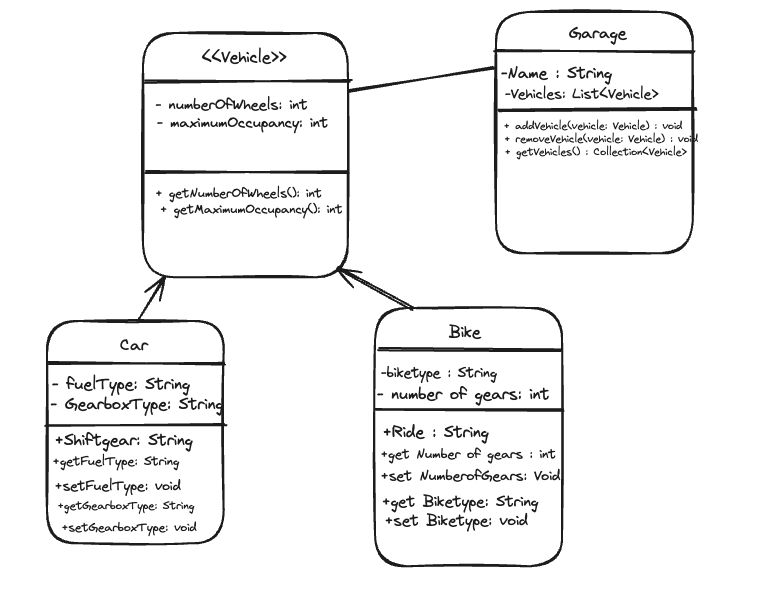 <<Vehicle>>
- numberOfWheels: int
- maximumOccupancy: int
+ getNumberOfWheels(): int
+ getMaximumOccupancy(): int
Garage
-Name : String
-Vehicles: List<Vehicle>
+ addVehicle(vehicle: Vehicle) : void
+ removeVehicle(vehicle: Vehicle) : void
+ getVehicles() : Collection<Vehicle>
Car
- fuelType: String
- GearboxType: String
+Shiftgear: String
+getFuelType: String
+setFuelType: void
+getGearboxType: String
+setGearboxType: void
Bike
-biketype : String
- number of gears: int
+Ride : String
+get Number of gears : int
+set NumberofGears: Void
+get Biketype: String
+set Biketype: void